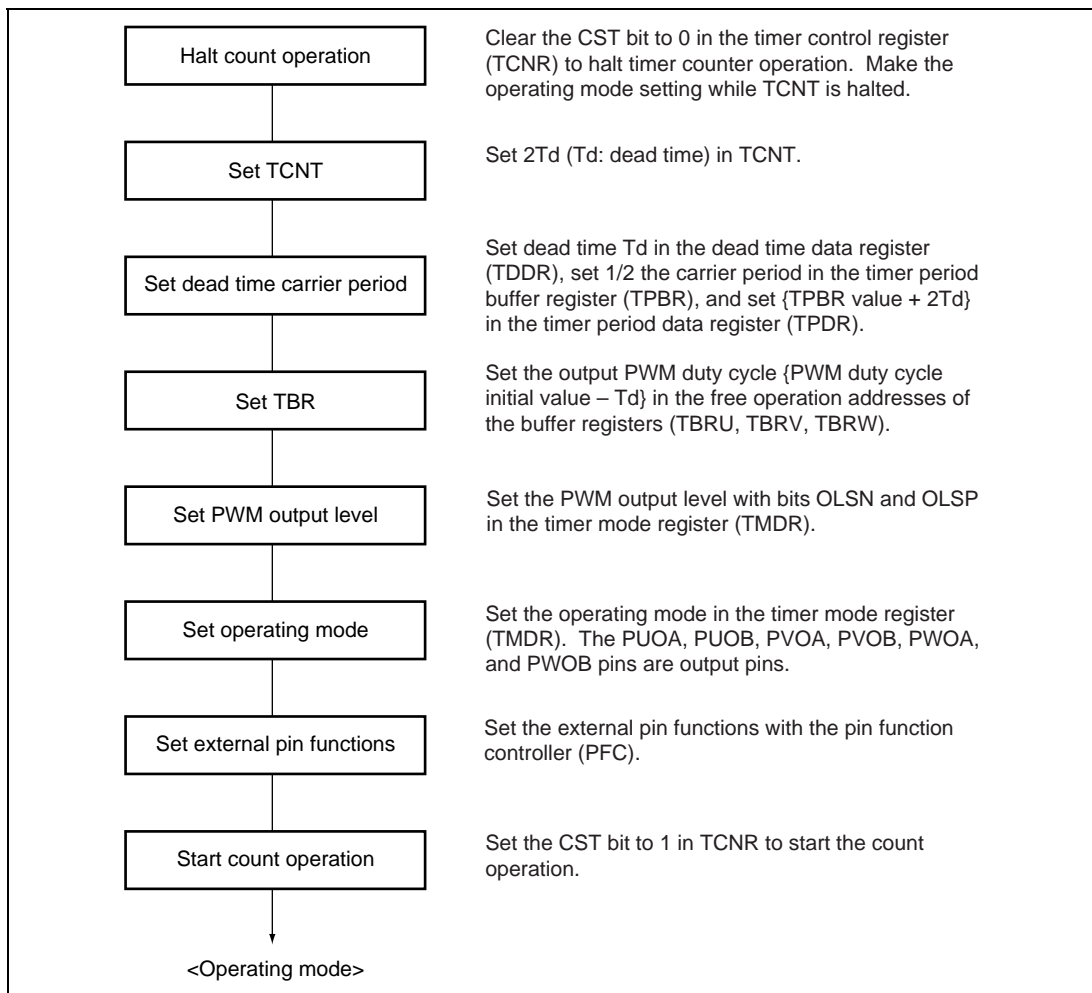 Halt count operation
Clear the CST bit to 0 in the timer control register
(TCNR) to halt timer counter operation.  Make the
operating mode setting while TCNT is halted.
Set TCNT
Set 2Td (Td: dead time) in TCNT.
Set dead time carrier period
Set dead time Td in the dead time data register
(TDDR), set 1/2 the carrier period in the timer period
buffer register (TPBR), and set {TPBR value + 2Td}
in the timer period data register (TPDR).
Set TBR
Set the output PWM duty cycle {PWM duty cycle
initial value – Td} in the free operation addresses of
the buffer registers (TBRU, TBRV, TBRW).
Set PWM output level
Set the PWM output level with bits OLSN and OLSP
in the timer mode register (TMDR).
Set operating mode
Set the operating mode in the timer mode register
(TMDR).  The PUOA, PUOB, PVOA, PVOB, PWOA,
and PWOB pins are output pins.
Set external pin functions
Set the external pin functions with the pin function
controller (PFC).
Start count operation
Set the CST bit to 1 in TCNR to start the count
operation.
<Operating mode>